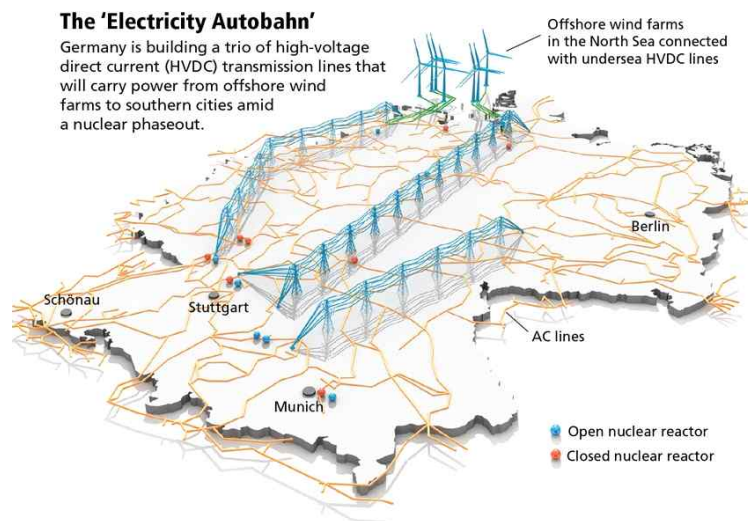 The ‘Electricity Autobahn’
Germany is building a trio of high-voltage
direct current (HVDC) transmission lines that
will carry power from offshore wind
farms to southern cities amid
a nuclear phaseout.
Offshore wind farms
in the North Sea connected
with undersea HVDC lines
Berlin
Schönau
Stuttgart
AC lines
Munich
Open nuclear reactor
Closed nuclear reactor